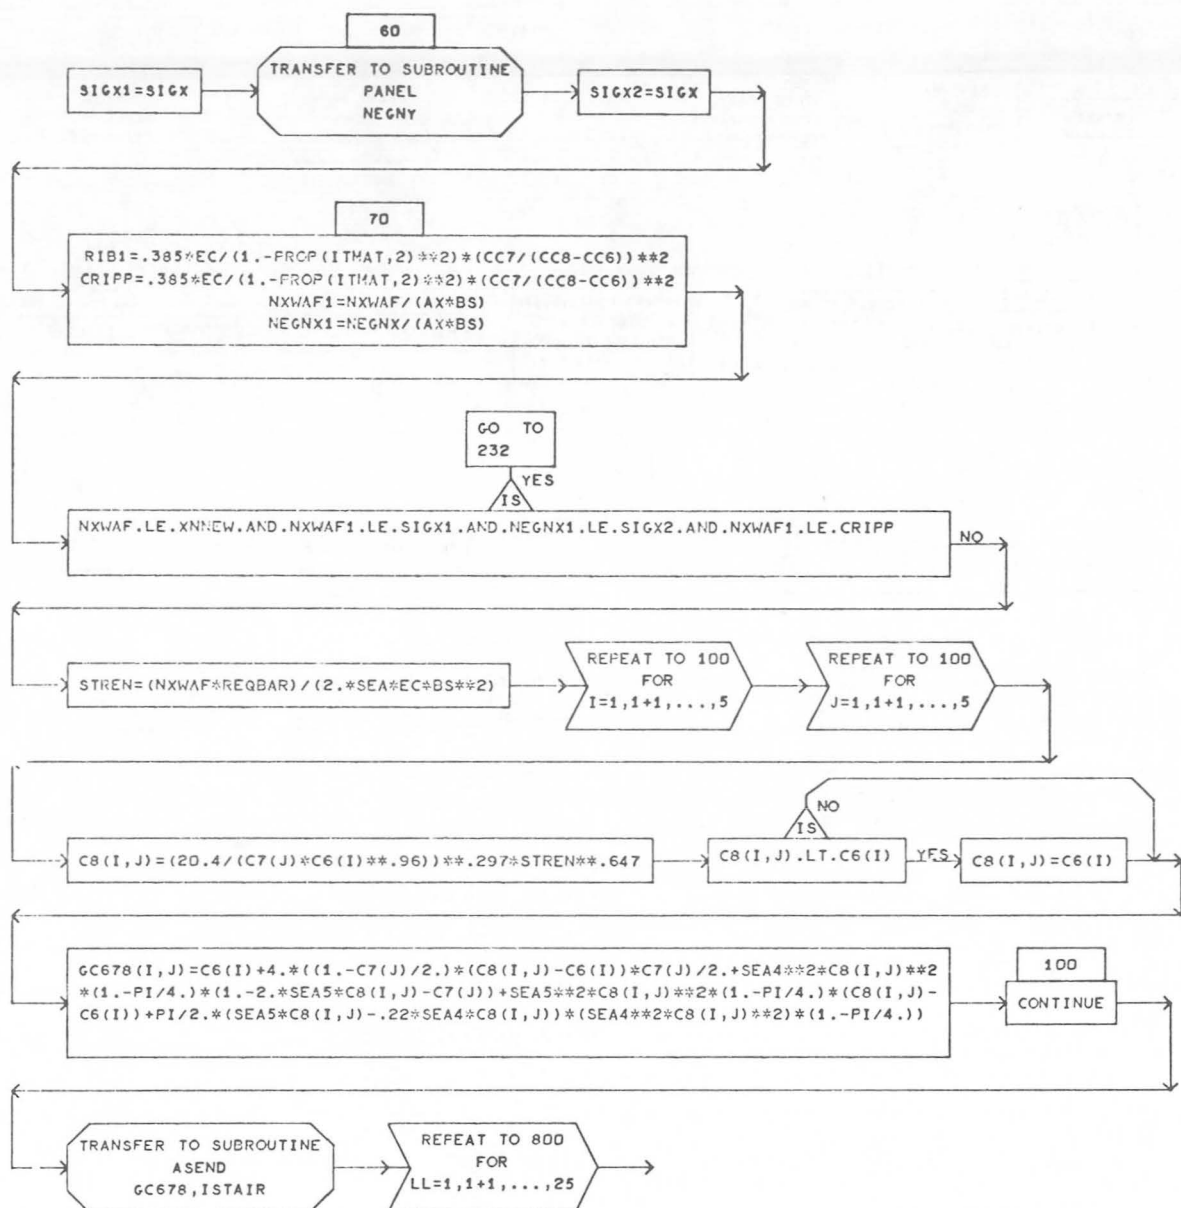 60
SIGX1=SIGX
TRANSFER TO SUBROUTINE
PANEL
NEGNY
SIGX2=SIGX
70
RIB1=.385*EC/(1.-PROP(ITMAT,2)**2)*(CC7/(CC8-CC6))**2
CRIPP=.385*EC/(1.-PROP(ITMAT,2)**2)*(CC7/(CC8-CC6))**2
NXWAF1=NXWAF/(AX*BS)
NEGNX1=NEGNX/(AX*BS)
GO TO
232
YES
IS
NXWAF.LE.XNNEW.AND.NXWAF1.LE.SIGX1.AND.NEGNX1.LE.SIGX2.AND.NXWAF1.LE.CRIPP
NO
STREN=(NXWAF*REQBAR)/(2.*SEA*EC*BS**2)
REPEAT TO 100
FOR
I=1,1+1,...,5
REPEAT TO 100
FOR
J=1,1+1,...,5
NO
IS
C8(I,J)=(20.4/(C7(J)*C6(I)**.96))**.297*STREN**.647
C8(I,J).LT.C6(I)
YES
C8(I,J)=C6(I)
GC678(I,J)=C6(I)+4.*((1.-C7(J)/2.)*(C8(I,J)-C6(I))*C7(J)/2.+SEA4**2*C8(I,J)**2
*(1.-PI/4.)*(1.-2.*SEA5*C8(I,J)-C7(J))+SEA5**2*C8(I,J)**2*(1.-PI/4.)*(C8(I,J)-
C6(I))+PI/2.*(SEA5*C8(I,J)-.22*SEA4*C8(I,J))*(SEA4**2*C8(I,J)**2)*(1.-PI/4.))
100
CONTINUE
TRANSFER TO SUBROUTINE
ASEND
GC678,ISTAIR
REPEAT TO 800
FOR
LL=1,1+1,...,25